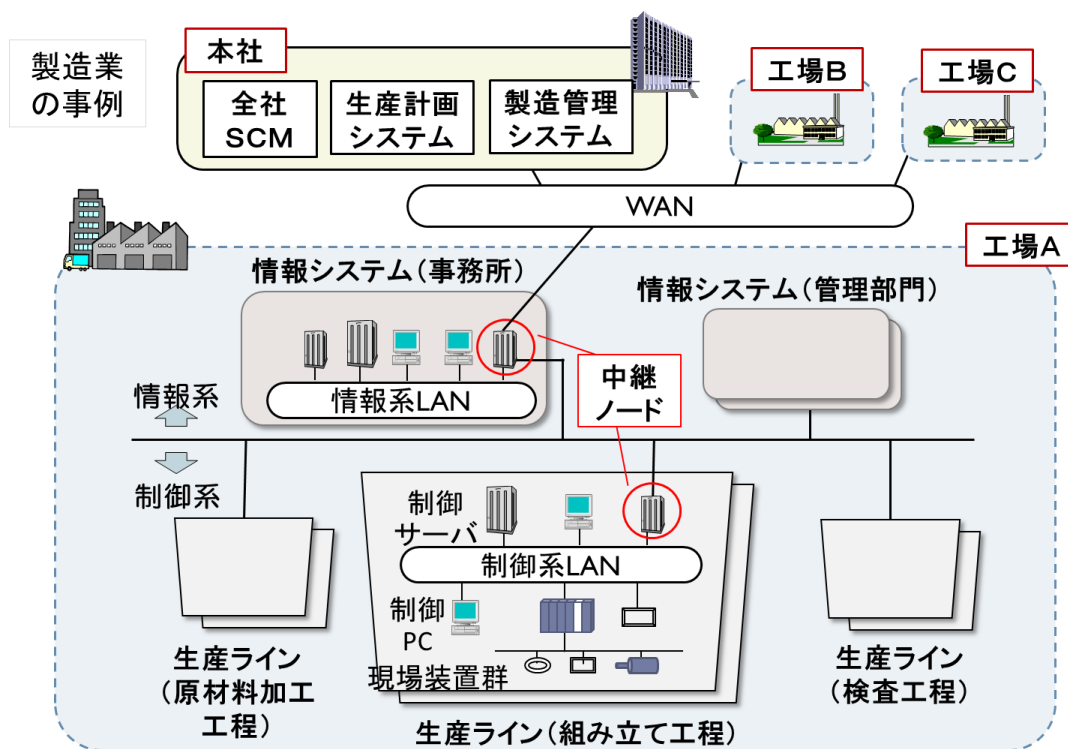 製造業
の事例
本社
全社
SCM
生産計画
システム
製造管理
システム
工場B
工場C
WAN
工場A
情報システム（事務所）
情報システム（管理部門）
中継
ノード
情報系LAN
情報系
制御系
制御
サーバ
制御系LAN
制御
PC
現場装置群
生産ライン
（原材料加工
工程）
生産ライン（組み立て工程）
生産ライン
（検査工程）